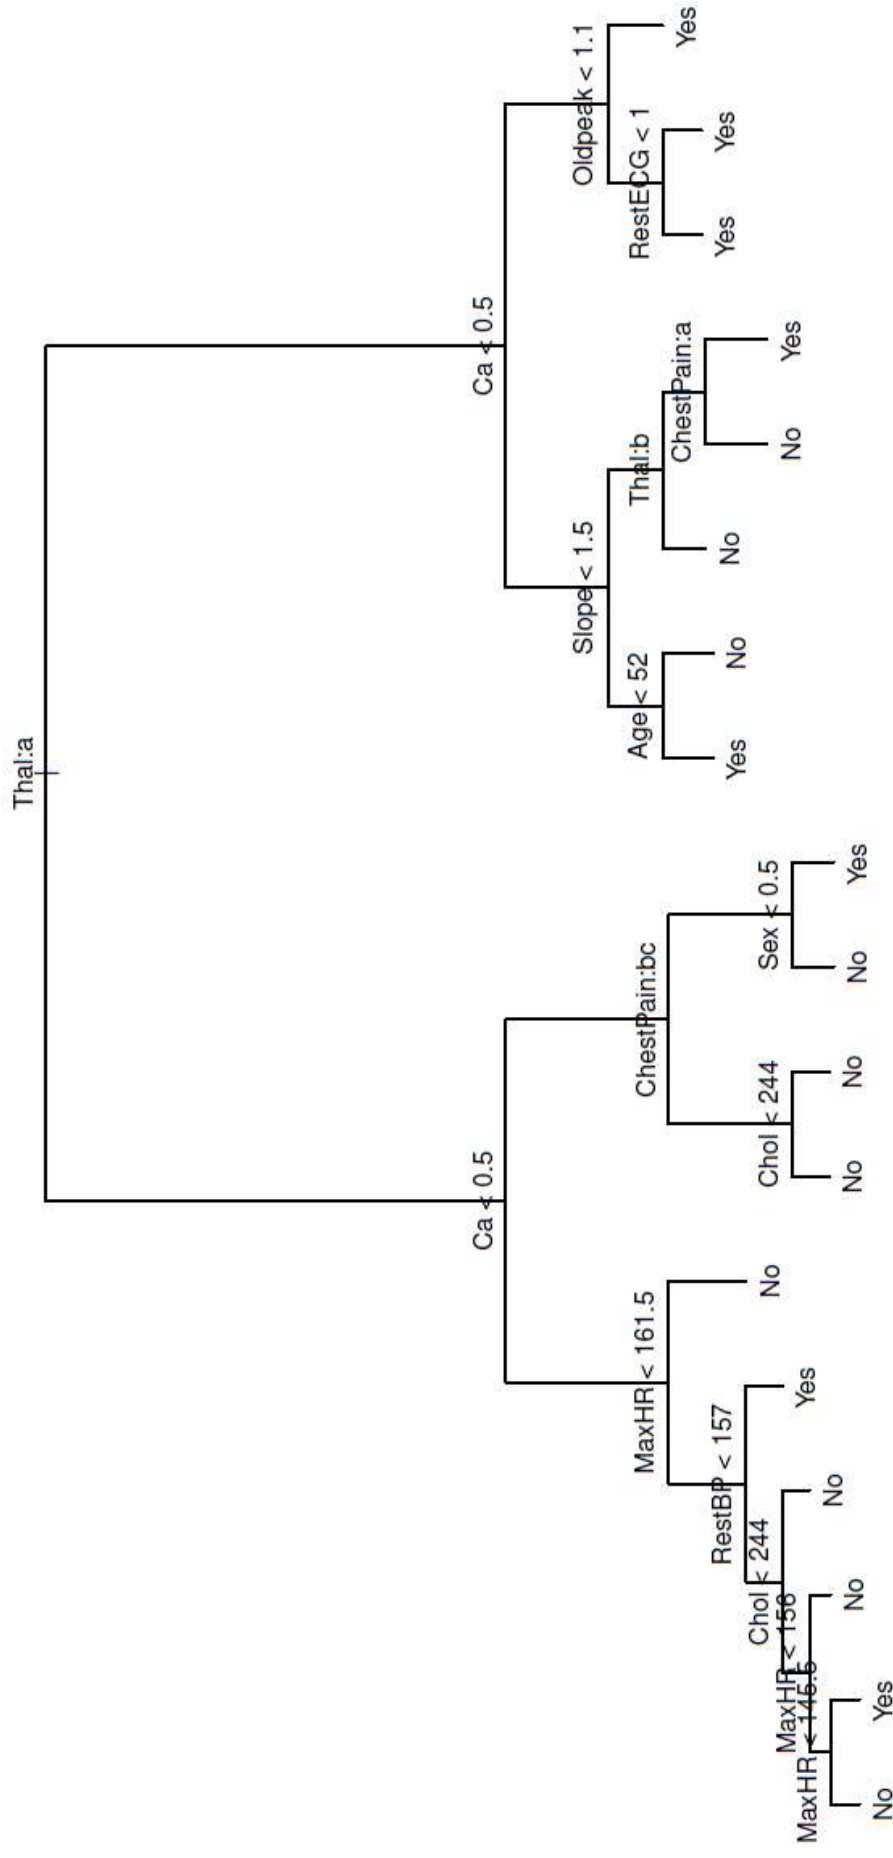 Thal:a
Ca < 0.5
Ca < 0.5
MaxHR < 161.5
ChestPain:bc
Slope < 1.5
Oldpeak < 1.1
RestBP < 157
No
Chol < 244
Sex < 0.5
Age < 52
Thal:b
RestECG < 1
Yes
Chol < 244
Yes
No
No
No
Yes
Yes
No
No
ChestPain:a
Yes
Yes
MaxHR < 156
No
No
Yes
MaxHR < 145.5
No
No
Yes